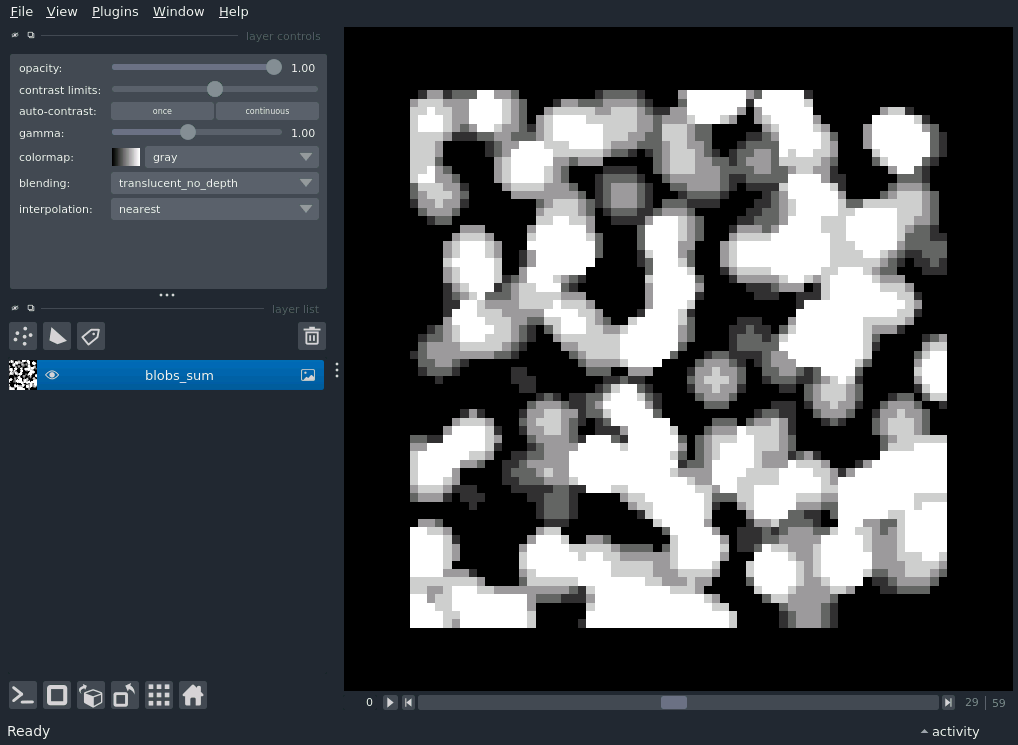 File View Plugins Window Help
layer controls
opacity: 1.00
contrast limits:
auto-contrast: once continuous
gamma: 1.00
colormap: gray
blending: translucent_no_depth
interpolation: nearest
layer list
blobs_sum
0 29 | 59
Ready activity